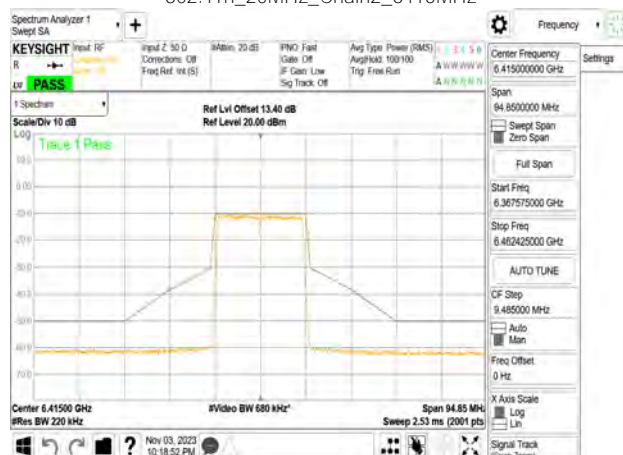 Spectrum Analyzer 1
Swept SA
+
Frequency
KEYSIGHT
Input: RF
Input Z: 50 Ω
Corrections: Off
Freq Ref: Int (S)
#Atten: 20 dB
PNO: Fast
Gate: Off
IF Gain: Low
Sig Track: Off
Avg Type: Power (RMS)
Avg|Hold: 100/100
Trig: Free Run
R
LXI
PASS
1 Spectrum
Scale/Div 10 dB
Ref Lvl Offset 13.40 dB
Ref Level 20.00 dBm
Log
Trace 1 Pass
Center 6.41500 GHz
#Res BW 220 kHz
#Video BW 680 kHz*
Span 94.85 MHz
Sweep 2.53 ms (2001 pts
Nov 03, 2023
10:18:52 PM
Center Frequency
6.415000000 GHz
Settings
Span
94.8500000 MHz
Swept Span
Zero Span
Full Span
Start Freq
6.367575000 GHz
Stop Freq
6.462425000 GHz
AUTO TUNE
CF Step
9.485000 MHz
Auto
Man
Freq Offset
0 Hz
X Axis Scale
Log
Lin
Signal Track